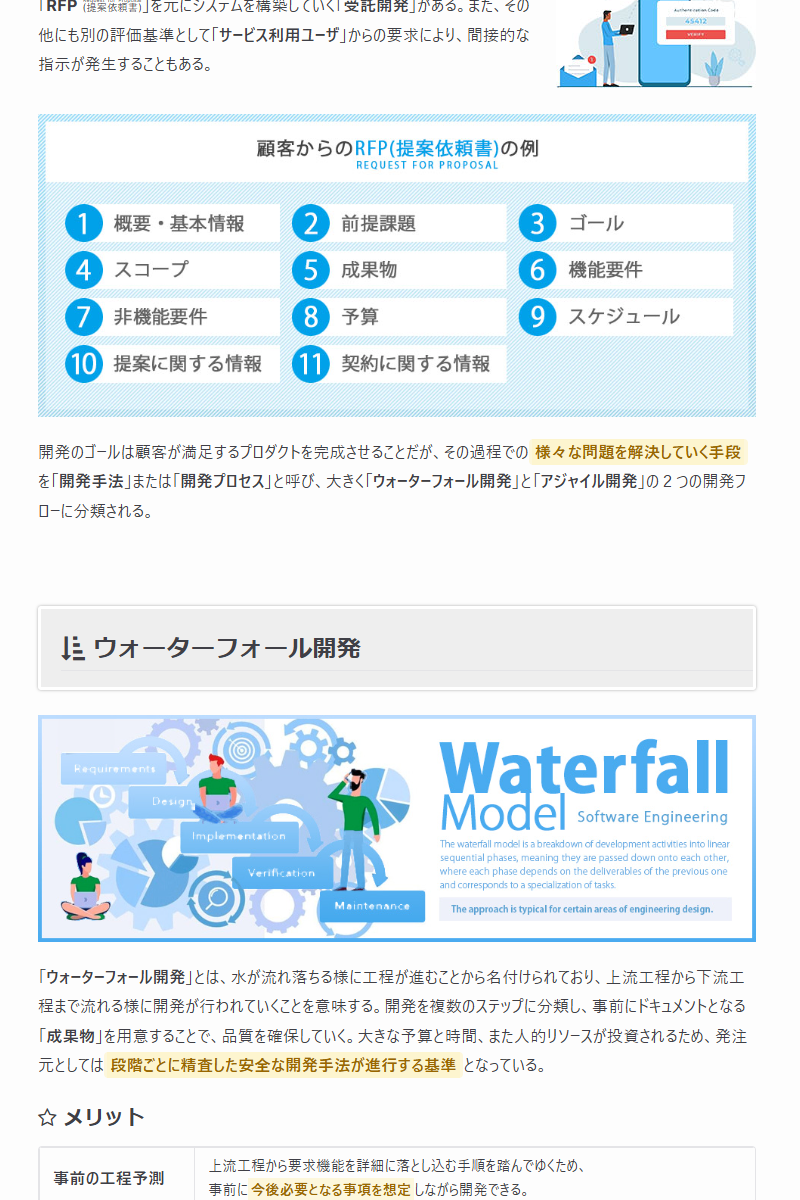 「RFP (提案依頼書)」を元にシステムを構築していく「受託開発」がある。また、その
他にも別の評価基準として「サービス利用ユーザ」からの要求により、間接的な
指示が発生することもある。
Authentication Code
45412
VERIFY
顧客からのRFP(提案依頼書)の例
REQUEST FOR PROPOSAL
1 概要・基本情報
2 前提課題
3 ゴール
4 スコープ
5 成果物
6 機能要件
7 非機能要件
8 予算
9 スケジュール
10 提案に関する情報
11 契約に関する情報
開発のゴールは顧客が満足するプロダクトを完成させることだが、その過程での 様々な問題を解決していく手段
を「開発手法」または「開発プロセス」と呼び、大きく「ウォーターフォール開発」と「アジャイル開発」の２つの開発フ
ローに分類される。
ウォーターフォール開発
Requirements
Design
Implementation
Verification
Maintenance
Waterfall
Model Software Engineering
The waterfall model is a breakdown of development activities into linear
sequential phases, meaning they are passed down onto each other,
where each phase depends on the deliverables of the previous one
and corresponds to a specialization of tasks.
The approach is typical for certain areas of engineering design.
「ウォーターフォール開発」とは、水が流れ落ちる様に工程が進むことから名付けられており、上流工程から下流工
程まで流れる様に開発が行われていくことを意味する。開発を複数のステップに分類し、事前にドキュメントとなる
「成果物」を用意することで、品質を確保していく。大きな予算と時間、また人的リソースが投資されるため、発注
元としては 段階ごとに精査した安全な開発手法が進行する基準 となっている。
メリット
事前の工程予測
上流工程から要求機能を詳細に落とし込む手順を踏んでゆくため、
事前に 今後必要となる事項を想定 しながら開発できる。